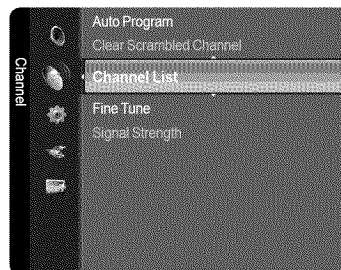 Channel
Auto Program
Clear Scrambled Channel
Channel List
Fine Tune
Signal Strength